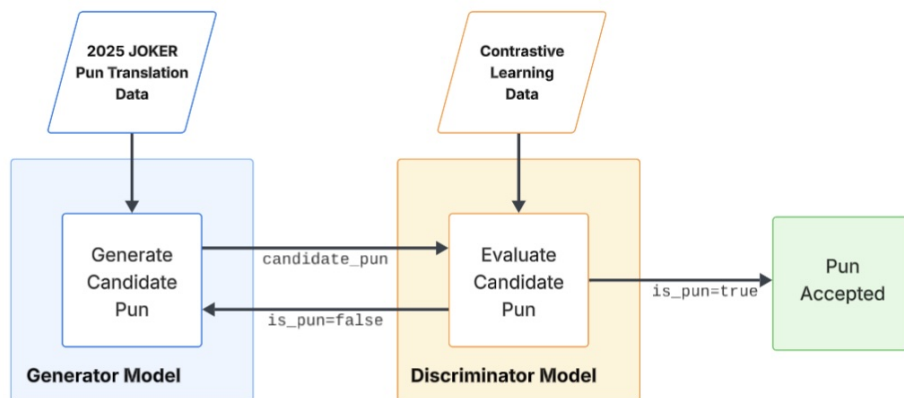 2025 JOKER
Pun Translation
Data
Contrastive
Learning
Data
Generate
Candidate
Pun
candidate_pun
is_pun=false
Evaluate
Candidate
Pun
is_pun=true
Pun
Accepted
Generator Model
Discriminator Model